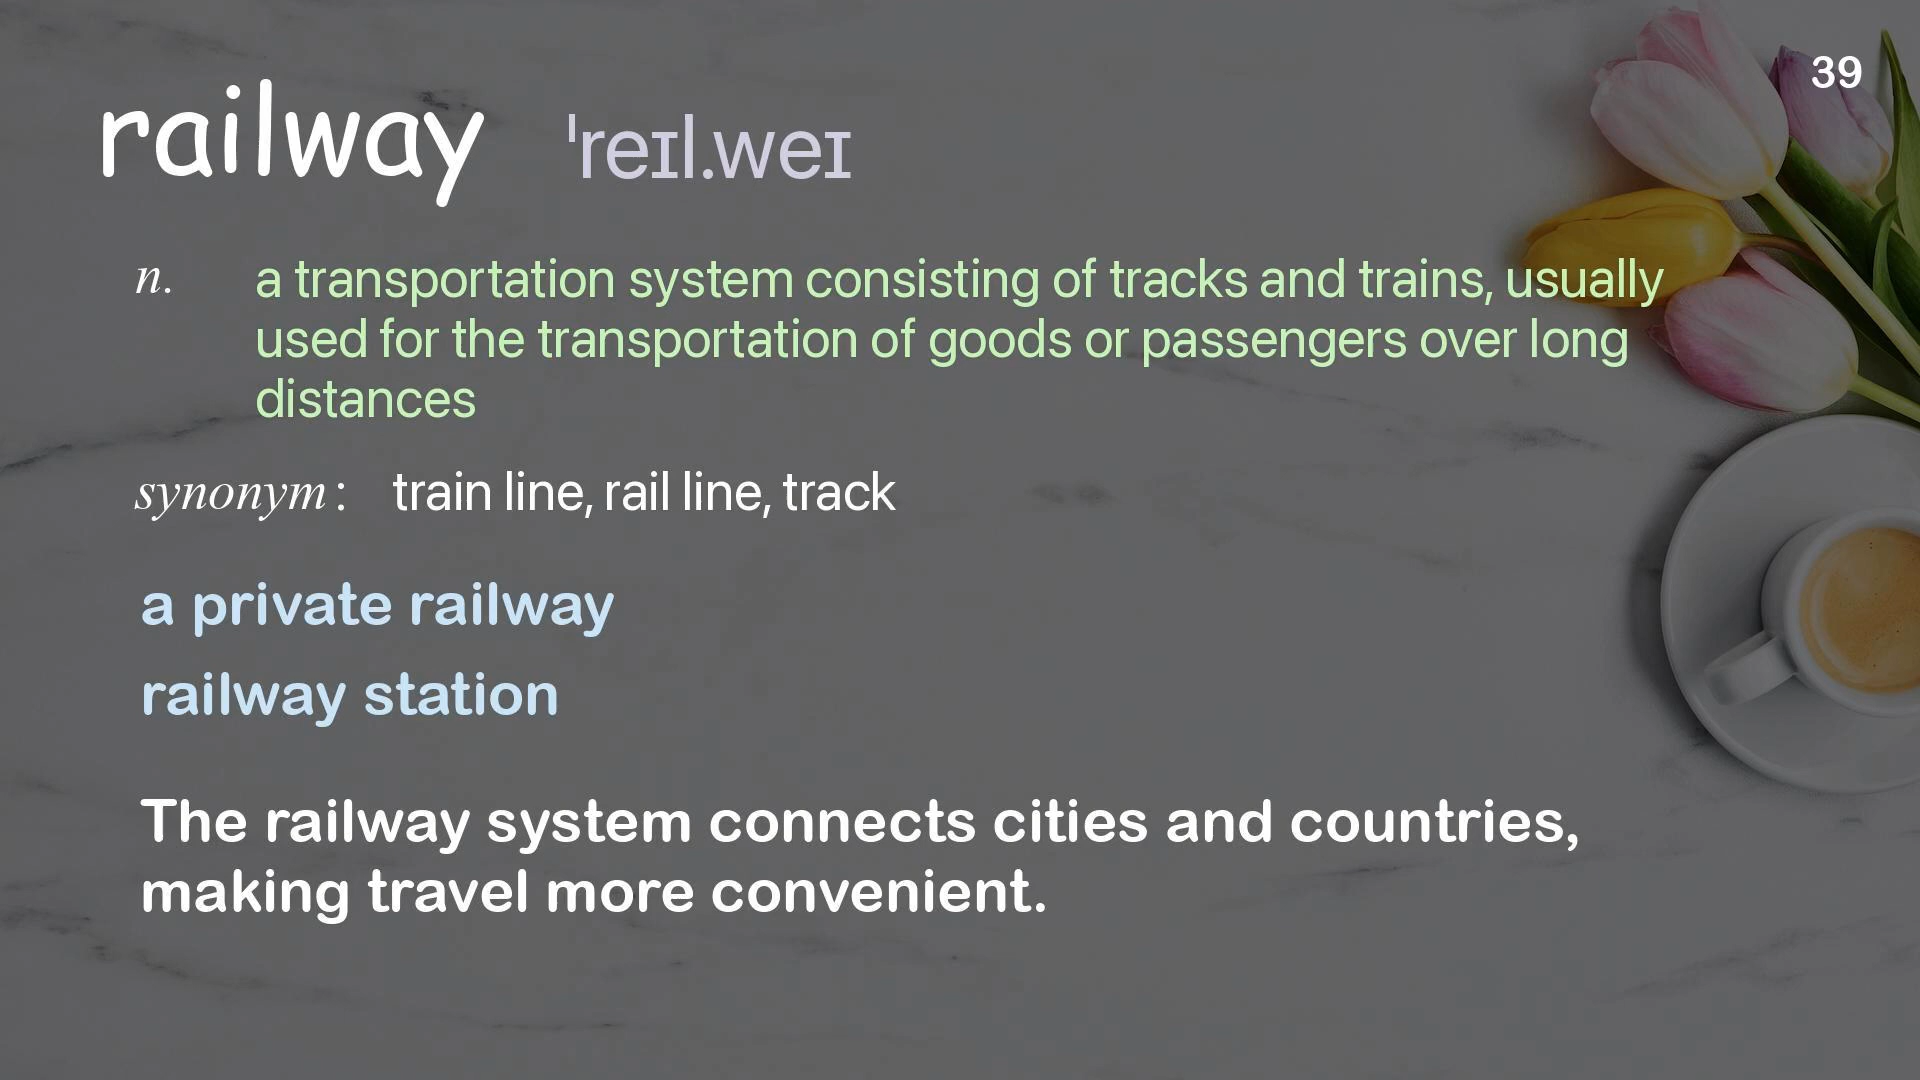 39
railway ˈreɪl.weɪ
n. a transportation system consisting of tracks and trains, usually
used for the transportation of goods or passengers over long
distances
synonym: train line, rail line, track
a private railway
railway station
The railway system connects cities and countries,
making travel more convenient.